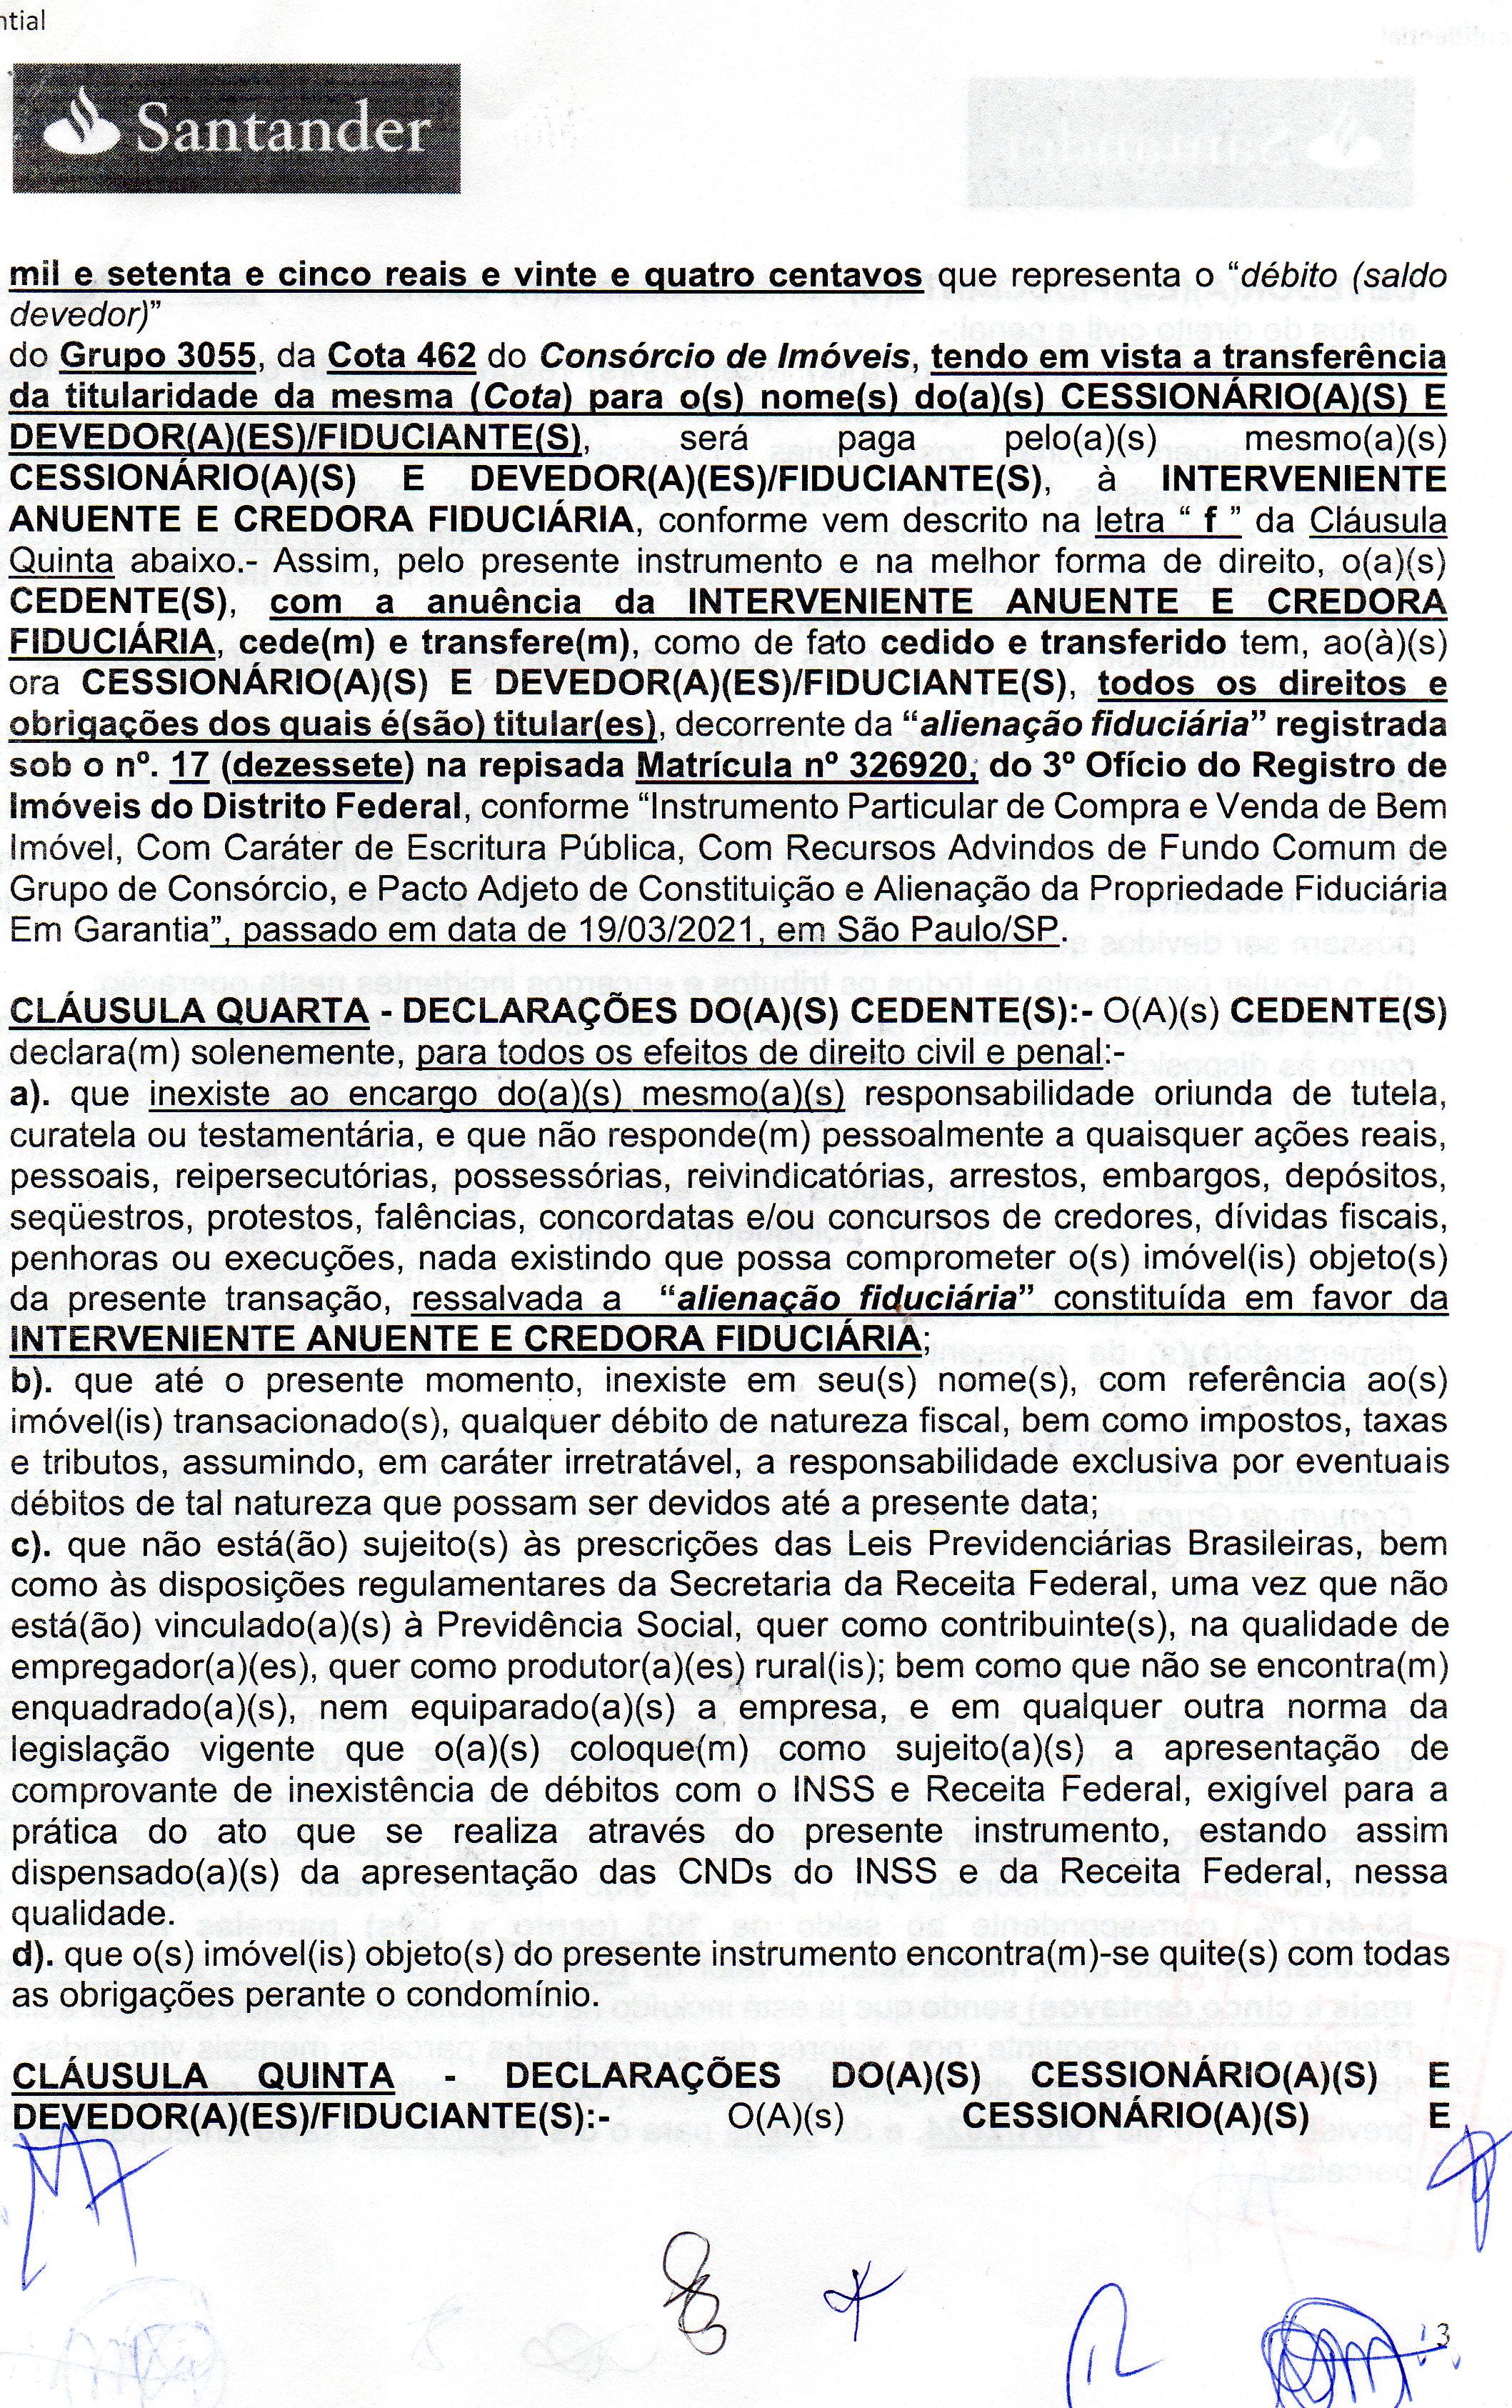 ntial
Santander
mil e setenta e cinco reais e vinte e quatro centavos que representa o “débito (saldo
devedor)”
do Grupo 3055, da Cota 462 do Consórcio de Imóveis, tendo em vista a transferência
da titularidade da mesma (Cota) para o(s) nome(s) do(a)(s) CESSIONÁRIO(A)(S) E
DEVEDOR(A)(ES)/FIDUCIANTE(S), será paga pelo(a)(s) mesmo(a)(s)
CESSIONÁRIO(A)(S) E DEVEDOR(A)(ES)/FIDUCIANTE(S), à INTERVENIENTE
ANUENTE E CREDORA FIDUCIÁRIA, conforme vem descrito na letra “ f ” da Cláusula
Quinta abaixo.- Assim, pelo presente instrumento e na melhor forma de direito, o(a)(s)
CEDENTE(S), com a anuência da INTERVENIENTE ANUENTE E CREDORA
FIDUCIÁRIA, cede(m) e transfere(m), como de fato cedido e transferido tem, ao(à)(s)
ora CESSIONÁRIO(A)(S) E DEVEDOR(A)(ES)/FIDUCIANTE(S), todos os direitos e
obrigações dos quais é(são) titular(es), decorrente da “alienação fiduciária” registrada
sob o nº. 17 (dezessete) na repisada Matrícula nº 326920, do 3º Ofício do Registro de
Imóveis do Distrito Federal, conforme “Instrumento Particular de Compra e Venda de Bem
Imóvel, Com Caráter de Escritura Pública, Com Recursos Advindos de Fundo Comum de
Grupo de Consórcio, e Pacto Adjeto de Constituição e Alienação da Propriedade Fiduciária
Em Garantia”, passado em data de 19/03/2021, em São Paulo/SP.
CLÁUSULA QUARTA - DECLARAÇÕES DO(A)(S) CEDENTE(S):- O(A)(s) CEDENTE(S)
declara(m) solenemente, para todos os efeitos de direito civil e penal:-
a). que inexiste ao encargo do(a)(s) mesmo(a)(s) responsabilidade oriunda de tutela,
curatela ou testamentária, e que não responde(m) pessoalmente a quaisquer ações reais,
pessoais, reipersecutórias, possessórias, reivindicatórias, arrestos, embargos, depósitos,
seqüestros, protestos, falências, concordatas e/ou concursos de credores, dívidas fiscais,
penhoras ou execuções, nada existindo que possa comprometer o(s) imóvel(is) objeto(s)
da presente transação, ressalvada a “alienação fiduciária” constituída em favor da
INTERVENIENTE ANUENTE E CREDORA FIDUCIÁRIA;
b). que até o presente momento, inexiste em seu(s) nome(s), com referência ao(s)
imóvel(is) transacionado(s), qualquer débito de natureza fiscal, bem como impostos, taxas
e tributos, assumindo, em caráter irretratável, a responsabilidade exclusiva por eventuais
débitos de tal natureza que possam ser devidos até a presente data;
c). que não está(ão) sujeito(s) às prescrições das Leis Previdenciárias Brasileiras, bem
como às disposições regulamentares da Secretaria da Receita Federal, uma vez que não
está(ão) vinculado(a)(s) à Previdência Social, quer como contribuinte(s), na qualidade de
empregador(a)(es), quer como produtor(a)(es) rural(is); bem como que não se encontra(m)
enquadrado(a)(s), nem equiparado(a)(s) a empresa, e em qualquer outra norma da
legislação vigente que o(a)(s) coloque(m) como sujeito(a)(s) a apresentação de
comprovante de inexistência de débitos com o INSS e Receita Federal, exigível para a
prática do ato que se realiza através do presente instrumento, estando assim
dispensado(a)(s) da apresentação das CNDs do INSS e da Receita Federal, nessa
qualidade.
d). que o(s) imóvel(is) objeto(s) do presente instrumento encontra(m)-se quite(s) com todas
as obrigações perante o condomínio.
CLÁUSULA QUINTA - DECLARAÇÕES DO(A)(S) CESSIONÁRIO(A)(S) E
DEVEDOR(A)(ES)/FIDUCIANTE(S):- O(A)(s) CESSIONÁRIO(A)(S) E
3